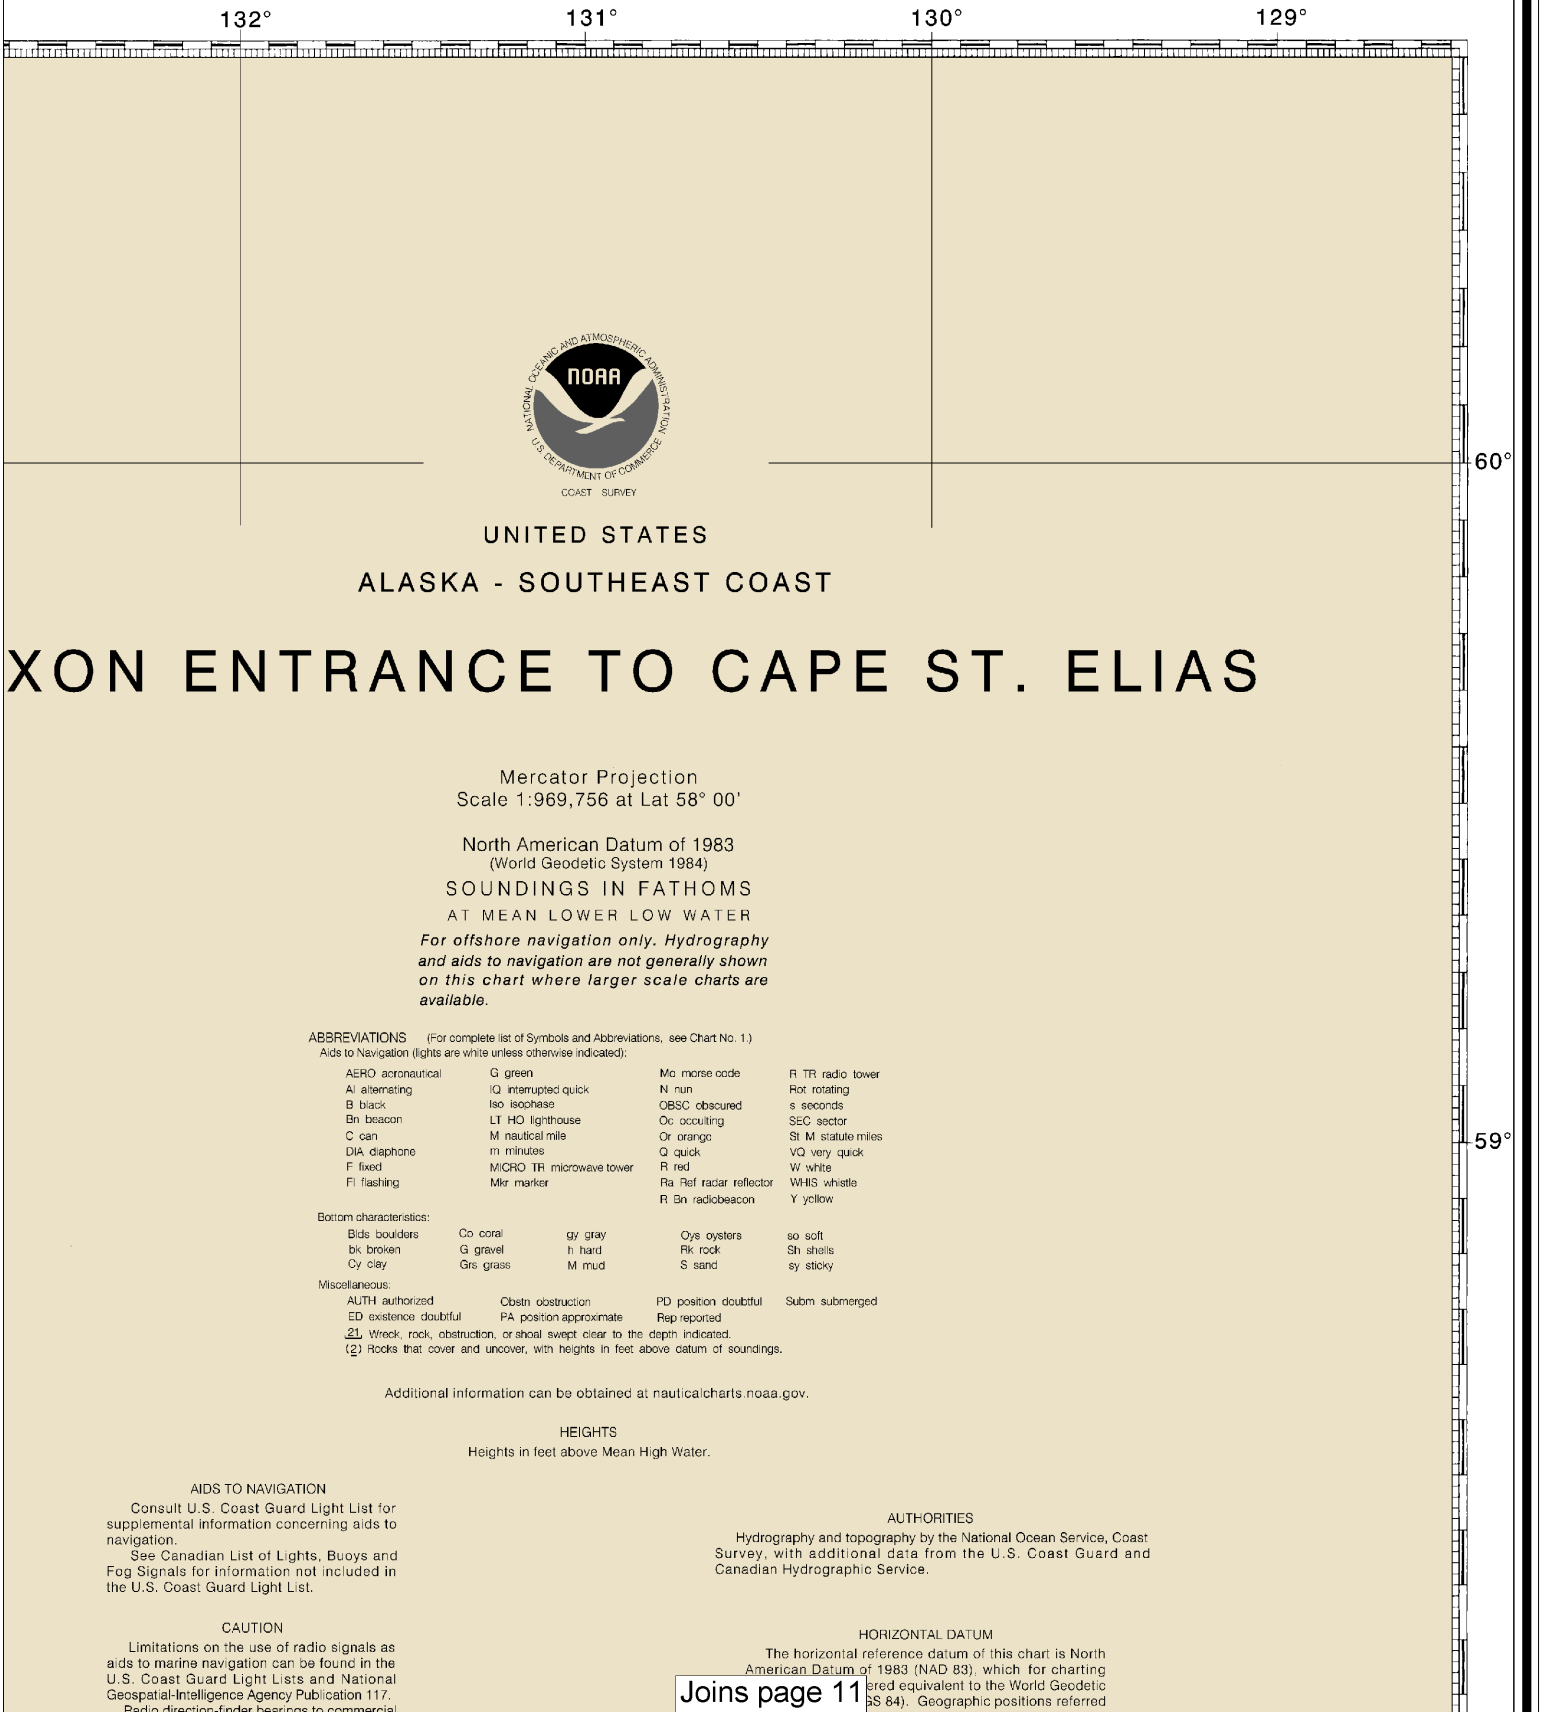 132° 131° 130° 129°
NATIONAL OCEANIC AND ATMOSPHERIC ADMINISTRATION
NOAA
U.S. DEPARTMENT OF COMMERCE
COAST SURVEY
60°
UNITED STATES
ALASKA - SOUTHEAST COAST
XON ENTRANCE TO CAPE ST. ELIAS
Mercator Projection
Scale 1:969,756 at Lat 58° 00'
North American Datum of 1983
(World Geodetic System 1984)
SOUNDINGS IN FATHOMS
AT MEAN LOWER LOW WATER
For offshore navigation only. Hydrography
and aids to navigation are not generally shown
on this chart where larger scale charts are
available.
ABBREVIATIONS (For complete list of Symbols and Abbreviations, see Chart No. 1.)
Aids to Navigation (lights are white unless otherwise indicated):
AERO aeronautical G green Mo morse code R TR radio tower
Al alternating IQ interrupted quick N nun Rot rotating
B black Iso isophase OBSC obscured s seconds
Bn beacon LT HO lighthouse Oc occulting SEC sector
C can M nautical mile Or orange St M statute miles
DIA diaphone m minutes Q quick VQ very quick
F fixed MICRO TR microwave tower R red W white
Fl flashing Mkr marker Ra Ref radar reflector WHIS whistle
R Bn radiobeacon Y yellow
59°
Bottom characteristics:
Blds boulders Co coral gy gray Oys oysters so soft
bk broken G gravel h hard Rk rock Sh shells
Cy clay Grs grass M mud S sand sy sticky
Miscellaneous:
AUTH authorized Obstn obstruction PD position doubtful Subm submerged
ED existence doubtful PA position approximate Rep reported
21, Wreck, rock, obstruction, or shoal swept clear to the depth indicated.
(2) Rocks that cover and uncover, with heights in feet above datum of soundings.
Additional information can be obtained at nauticalcharts.noaa.gov.
HEIGHTS
Heights in feet above Mean High Water.
AIDS TO NAVIGATION
Consult U.S. Coast Guard Light List for
supplemental information concerning aids to
navigation.
See Canadian List of Lights, Buoys and
Fog Signals for information not included in
the U.S. Coast Guard Light List.
AUTHORITIES
Hydrography and topography by the National Ocean Service, Coast
Survey, with additional data from the U.S. Coast Guard and
Canadian Hydrographic Service.
CAUTION
Limitations on the use of radio signals as
aids to marine navigation can be found in the
U.S. Coast Guard Light Lists and National
Geospatial-Intelligence Agency Publication 117.
Radio direction-finder bearings to commercial
HORIZONTAL DATUM
The horizontal reference datum of this chart is North
American Datum of 1983 (NAD 83), which for charting
ered equivalent to the World Geodetic
GS 84). Geographic positions referred
Joins page 11